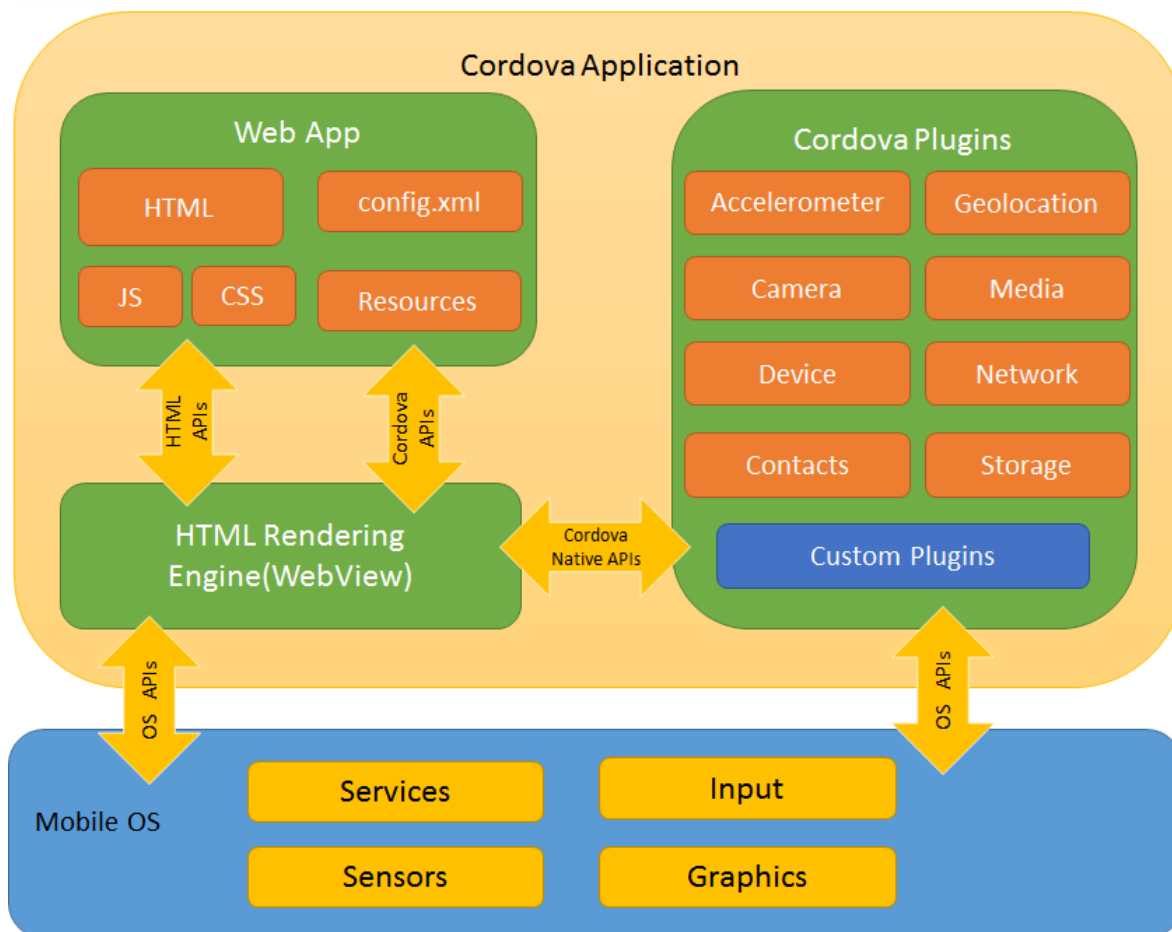 Cordova Application
Web App
HTML
config.xml
JS
CSS
Resources
HTML
APIs
Cordova
APIs
HTML Rendering
Engine(WebView)
Cordova
Native APIs
Cordova Plugins
Accelerometer
Geolocation
Camera
Media
Device
Network
Contacts
Storage
Custom Plugins
OS APIs
OS APIs
Mobile OS
Services
Input
Sensors
Graphics